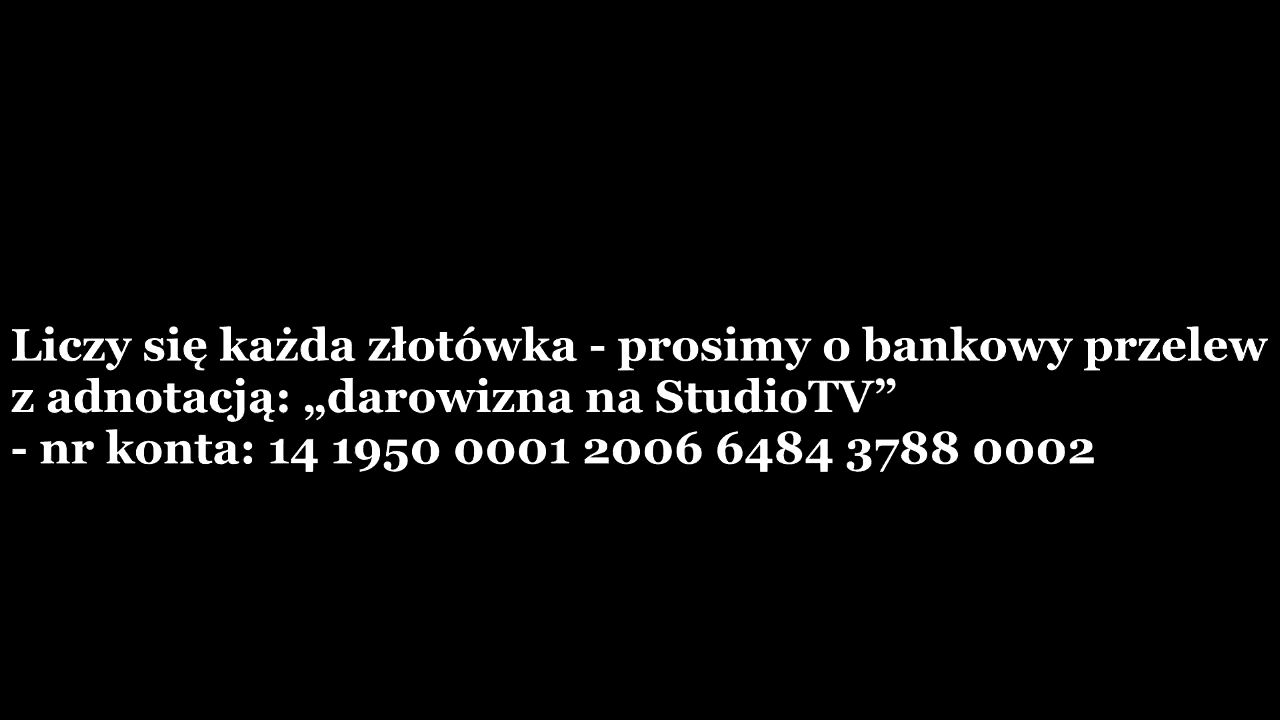 Liczy się każda złotówka - prosimy o bankowy przelew
z adnotacją: „darowizna na StudioTV”
- nr konta: 14 1950 0001 2006 6484 3788 0002